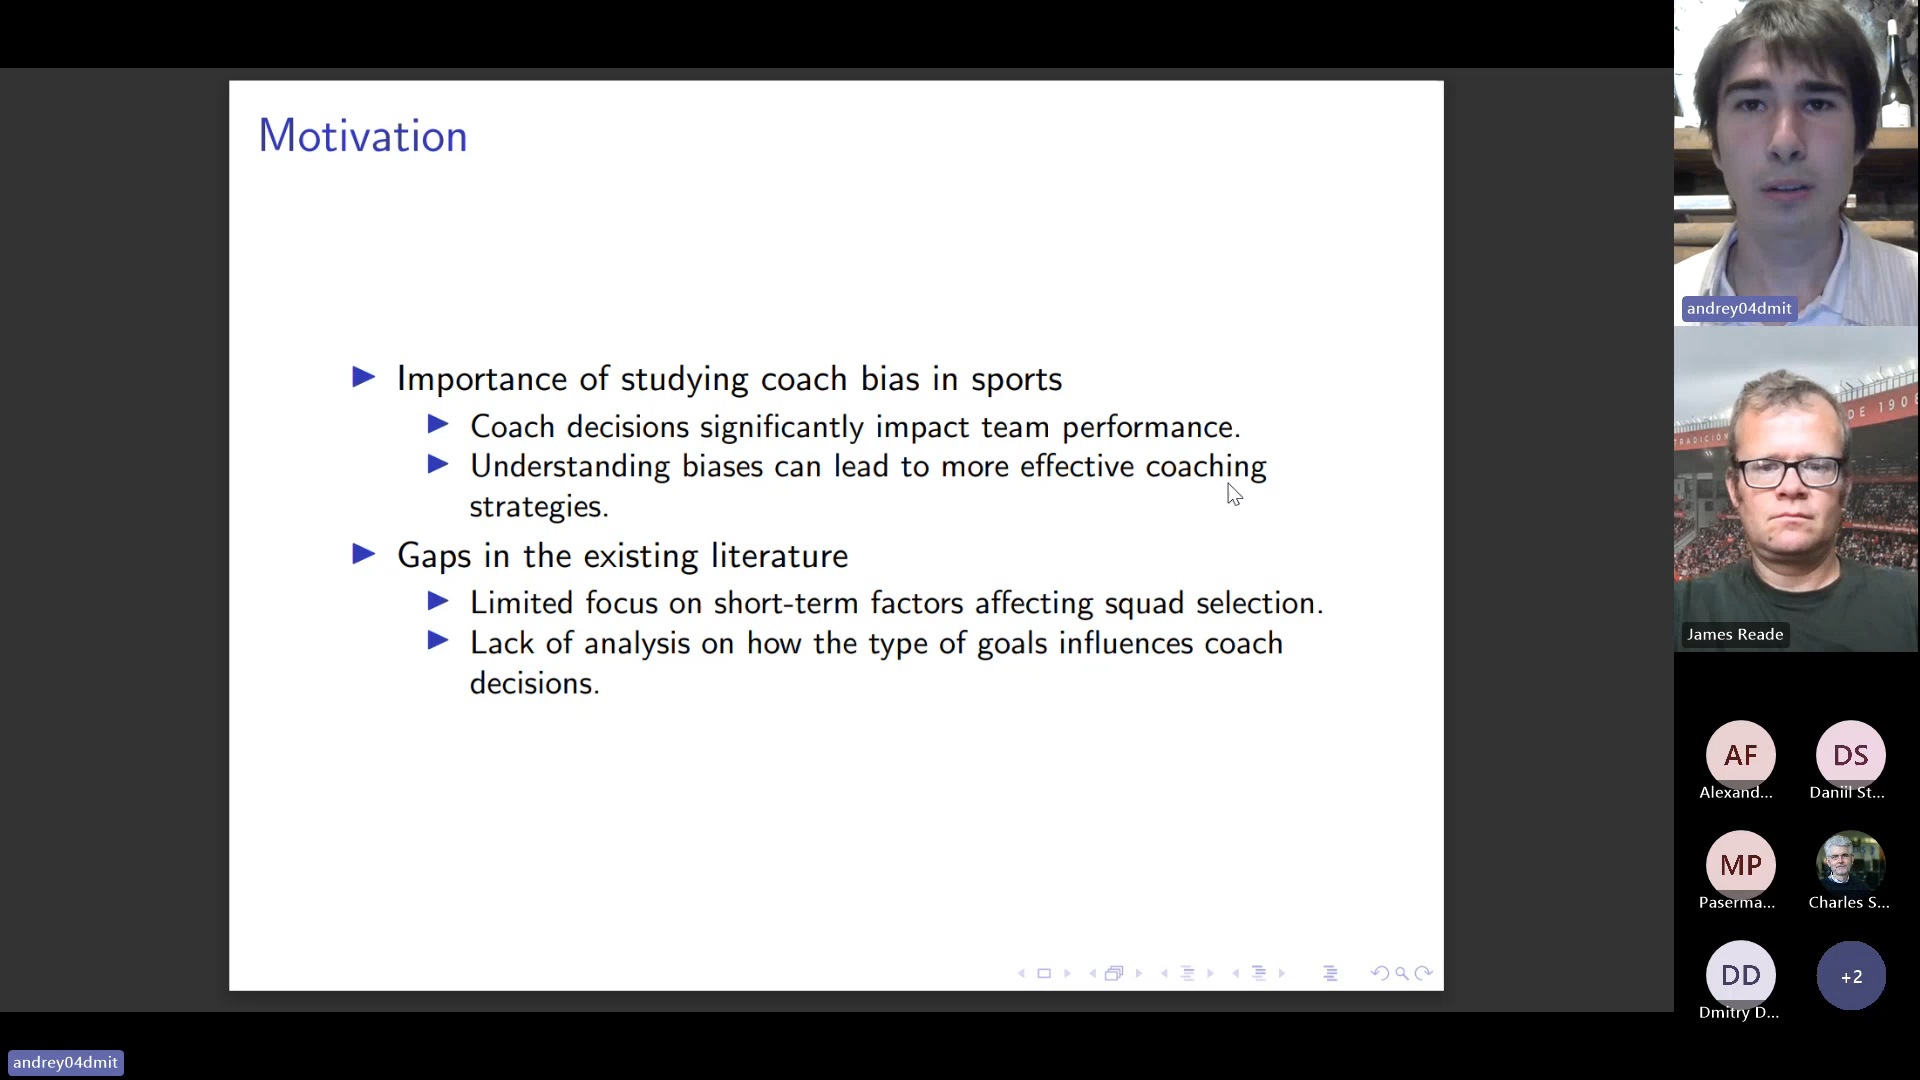 Motivation
Importance of studying coach bias in sports
Coach decisions significantly impact team performance.
Understanding biases can lead to more effective coaching
strategies.
Gaps in the existing literature
Limited focus on short-term factors affecting squad selection.
Lack of analysis on how the type of goals influences coach
decisions.
andrey04dmit
DE 1908
TRADICIÓN
James Reade
AF
Alexand...
DS
Daniil St...
MP
Paserma...
Charles S...
DD
Dmitry D...
+2
andrey04dmit